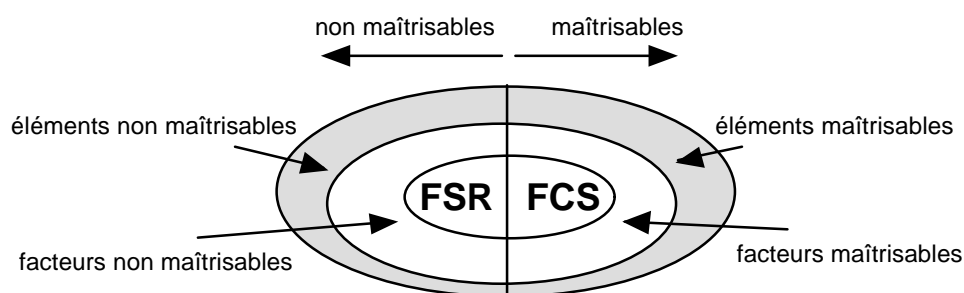 non maîtrisables
maîtrisables
éléments non maîtrisables
éléments maîtrisables
FSR
FCS
facteurs non maîtrisables
facteurs maîtrisables